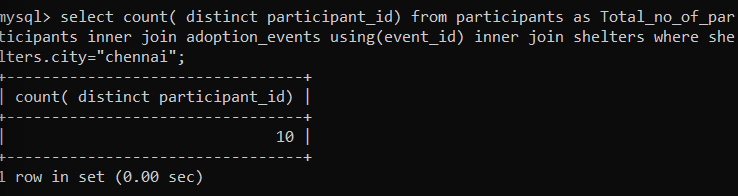 mysql> select count( distinct participant_id) from participants as Total_no_of_par
ticipants inner join adoption_events using(event_id) inner join shelters where she
lters.city="chennai";
+--------------------------------+
| count( distinct participant_id) |
+--------------------------------+
| 10 |
+--------------------------------+
1 row in set (0.00 sec)